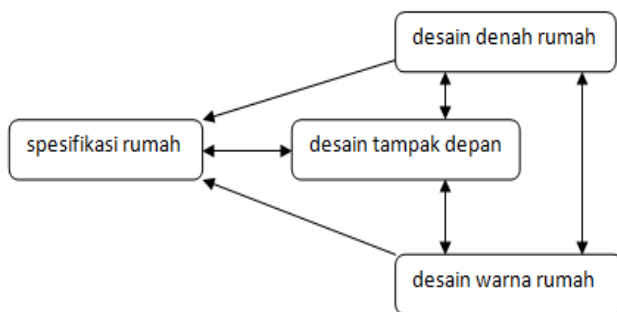 desain denah rumah
spesifikasi rumah
desain tampak depan
desain warna rumah